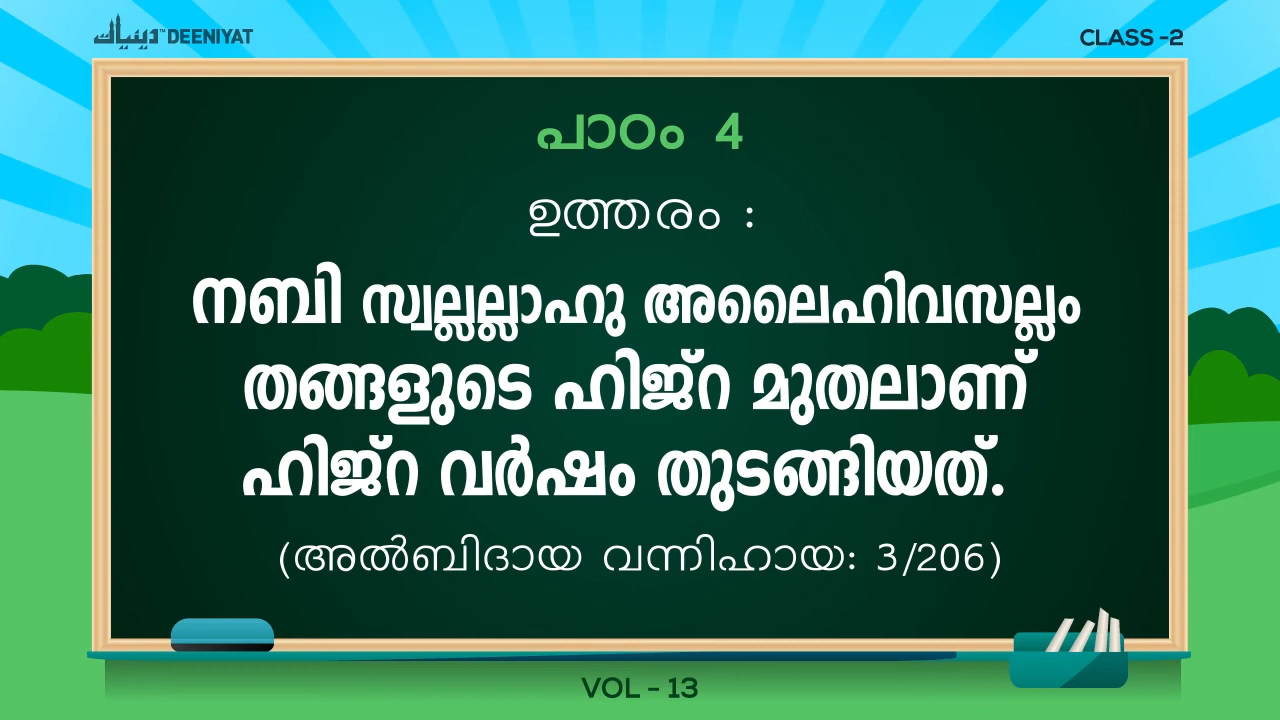 دينيات™ DEENIYAT
CLASS -2
പാഠം 4
ഉത്തരം :
നബി സ്വല്ലല്ലാഹു അലൈഹിവസല്ലം
തങ്ങളുടെ ഹിജ്റ മുതലാണ്
ഹിജ്റ വർഷം തുടങ്ങിയത്.
(അൽബിദായ വന്നിഹായഃ 3/206)
VOL - 13